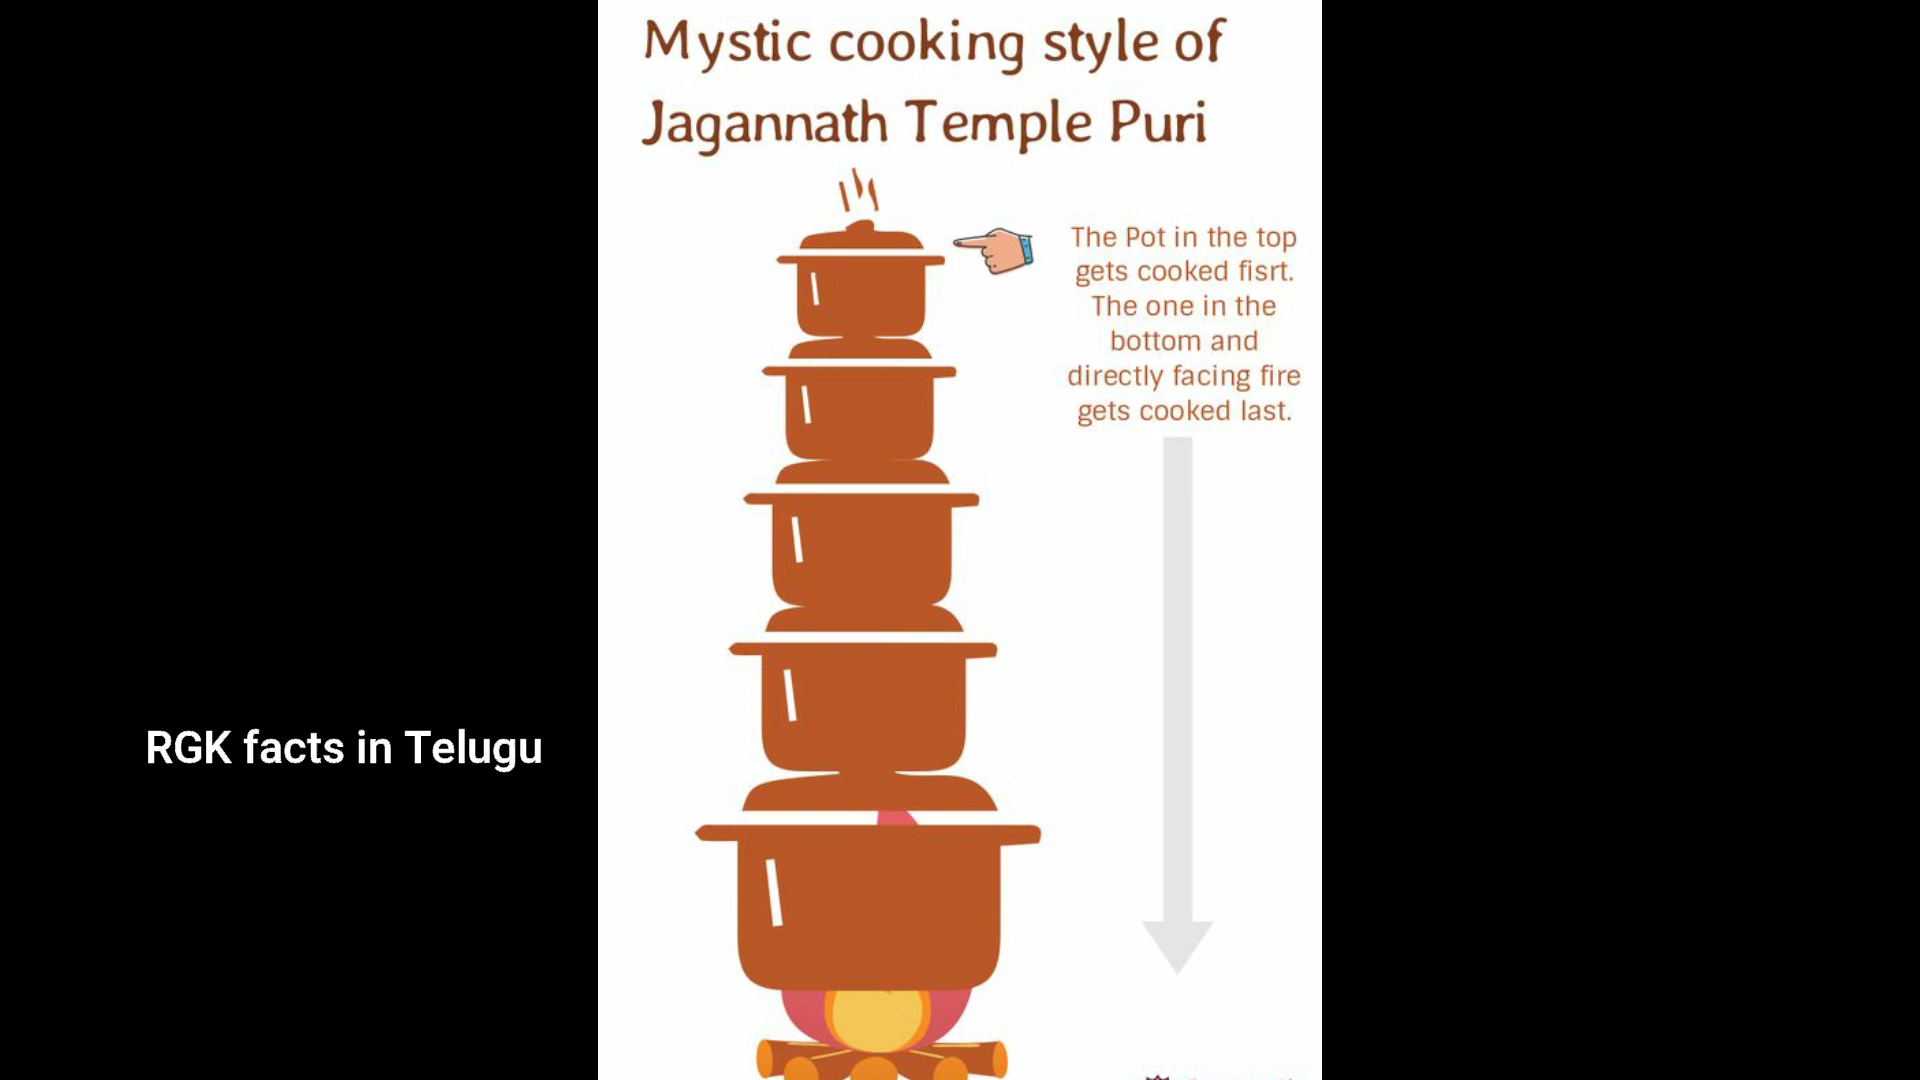 Mystic cooking style of
Jagannath Temple Puri
The Pot in the top
gets cooked fisrt.
The one in the
bottom and
directly facing fire
gets cooked last.
RGK facts in Telugu